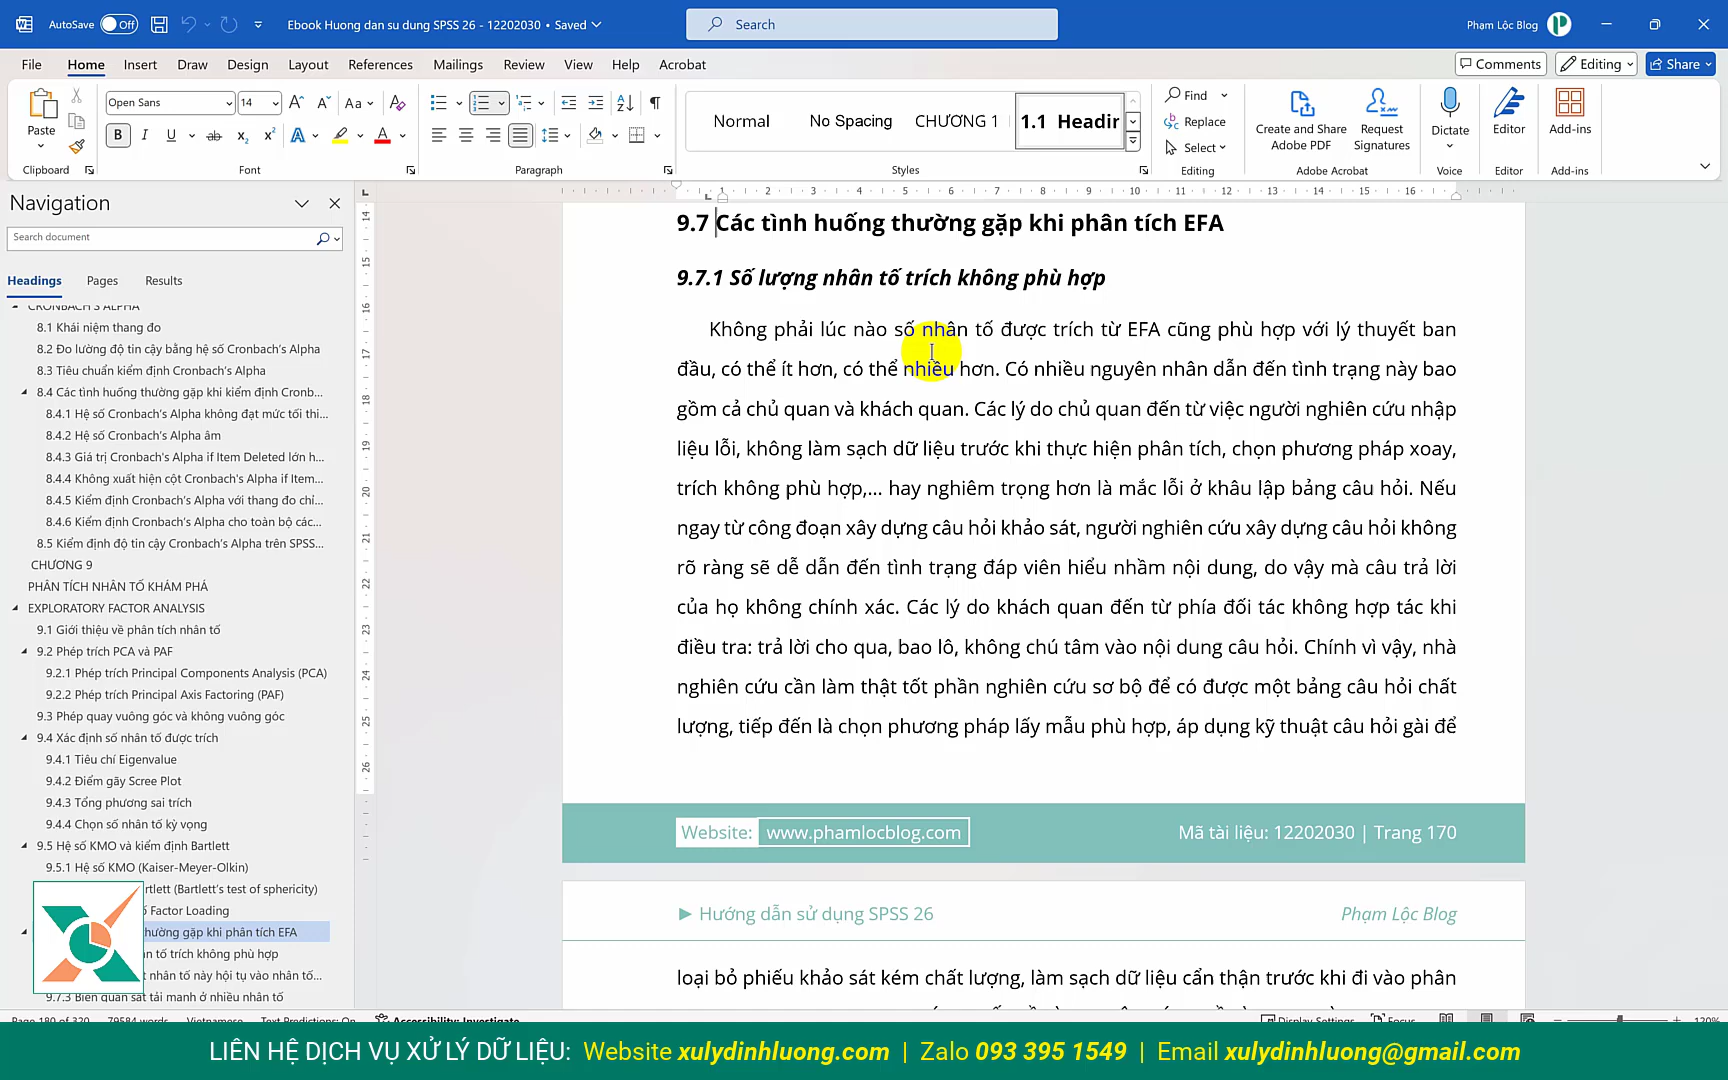 AutoSave Off
Ebook Huong dan su dung SPSS 26 - 12202030 • Saved
Search
Phạm Lộc Blog
File Home Insert Draw Design Layout References Mailings Review View Help Acrobat
Comments Editing Share
Paste
Clipboard
Open Sans 14
Font
Paragraph
Normal No Spacing CHƯƠNG 1 1.1 Headir
Styles
Find
Replace
Select
Editing
Create and Share Adobe PDF
Request Signatures
Adobe Acrobat
Dictate
Voice
Editor
Editor
Add-ins
Add-ins
Navigation
Search document
Headings Pages Results
CRONBACH'S ALPHA
8.1 Khái niệm thang đo
8.2 Đo lường độ tin cậy bằng hệ số Cronbach's Alpha
8.3 Tiêu chuẩn kiểm định Cronbach's Alpha
8.4 Các tình huống thường gặp khi kiểm định Cronb...
8.4.1 Hệ số Cronbach's Alpha không đạt mức tối thi...
8.4.2 Hệ số Cronbach's Alpha âm
8.4.3 Giá trị Cronbach's Alpha if Item Deleted lớn h...
8.4.4 Không xuất hiện cột Cronbach's Alpha if Item...
8.4.5 Kiểm định Cronbach's Alpha với thang đo chỉ...
8.4.6 Kiểm định Cronbach's Alpha cho toàn bộ các...
8.5 Kiểm định độ tin cậy Cronbach's Alpha trên SPSS...
CHƯƠNG 9
PHÂN TÍCH NHÂN TỐ KHÁM PHÁ
EXPLORATORY FACTOR ANALYSIS
9.1 Giới thiệu về phân tích nhân tố
9.2 Phép trích PCA và PAF
9.2.1 Phép trích Principal Components Analysis (PCA)
9.2.2 Phép trích Principal Axis Factoring (PAF)
9.3 Phép quay vuông góc và không vuông góc
9.4 Xác định số nhân tố được trích
9.4.1 Tiêu chí Eigenvalue
9.4.2 Điểm gãy Scree Plot
9.4.3 Tổng phương sai trích
9.4.4 Chọn số nhân tố kỳ vọng
9.5 Hệ số KMO và kiểm định Bartlett
9.5.1 Hệ số KMO (Kaiser-Meyer-Olkin)
rtlett (Bartlett's test of sphericity)
ố Factor Loading
thường gặp khi phân tích EFA
n tố trích không phù hợp
t nhân tố này hội tụ vào nhân tố...
9.7.3 Biến quan sát tải mạnh ở nhiều nhân tố
9.7 Các tình huống thường gặp khi phân tích EFA
9.7.1 Số lượng nhân tố trích không phù hợp
Không phải lúc nào số nhân tố được trích từ EFA cũng phù hợp với lý thuyết ban
đầu, có thể ít hơn, có thể nhiều hơn. Có nhiều nguyên nhân dẫn đến tình trạng này bao
gồm cả chủ quan và khách quan. Các lý do chủ quan đến từ việc người nghiên cứu nhập
liệu lỗi, không làm sạch dữ liệu trước khi thực hiện phân tích, chọn phương pháp xoay,
trích không phù hợp,... hay nghiêm trọng hơn là mắc lỗi ở khâu lập bảng câu hỏi. Nếu
ngay từ công đoạn xây dựng câu hỏi khảo sát, người nghiên cứu xây dựng câu hỏi không
rõ ràng sẽ dễ dẫn đến tình trạng đáp viên hiểu nhầm nội dung, do vậy mà câu trả lời
của họ không chính xác. Các lý do khách quan đến từ phía đối tác không hợp tác khi
điều tra: trả lời cho qua, bao lô, không chú tâm vào nội dung câu hỏi. Chính vì vậy, nhà
nghiên cứu cần làm thật tốt phần nghiên cứu sơ bộ để có được một bảng câu hỏi chất
lượng, tiếp đến là chọn phương pháp lấy mẫu phù hợp, áp dụng kỹ thuật câu hỏi gài để
Website: www.phamlocblog.com
Mã tài liệu: 12202030 | Trang 170
► Hướng dẫn sử dụng SPSS 26
Phạm Lộc Blog
loại bỏ phiếu khảo sát kém chất lượng, làm sạch dữ liệu cẩn thận trước khi đi vào phân
Page 180 of 320 79584 words Vietnamese Text Predictions: On Accessibility: Investigate
Display Settings Focus 120%
LIÊN HỆ DỊCH VỤ XỬ LÝ DỮ LIỆU: Website xulydinhluong.com | Zalo 093 395 1549 | Email xulydinhluong@gmail.com